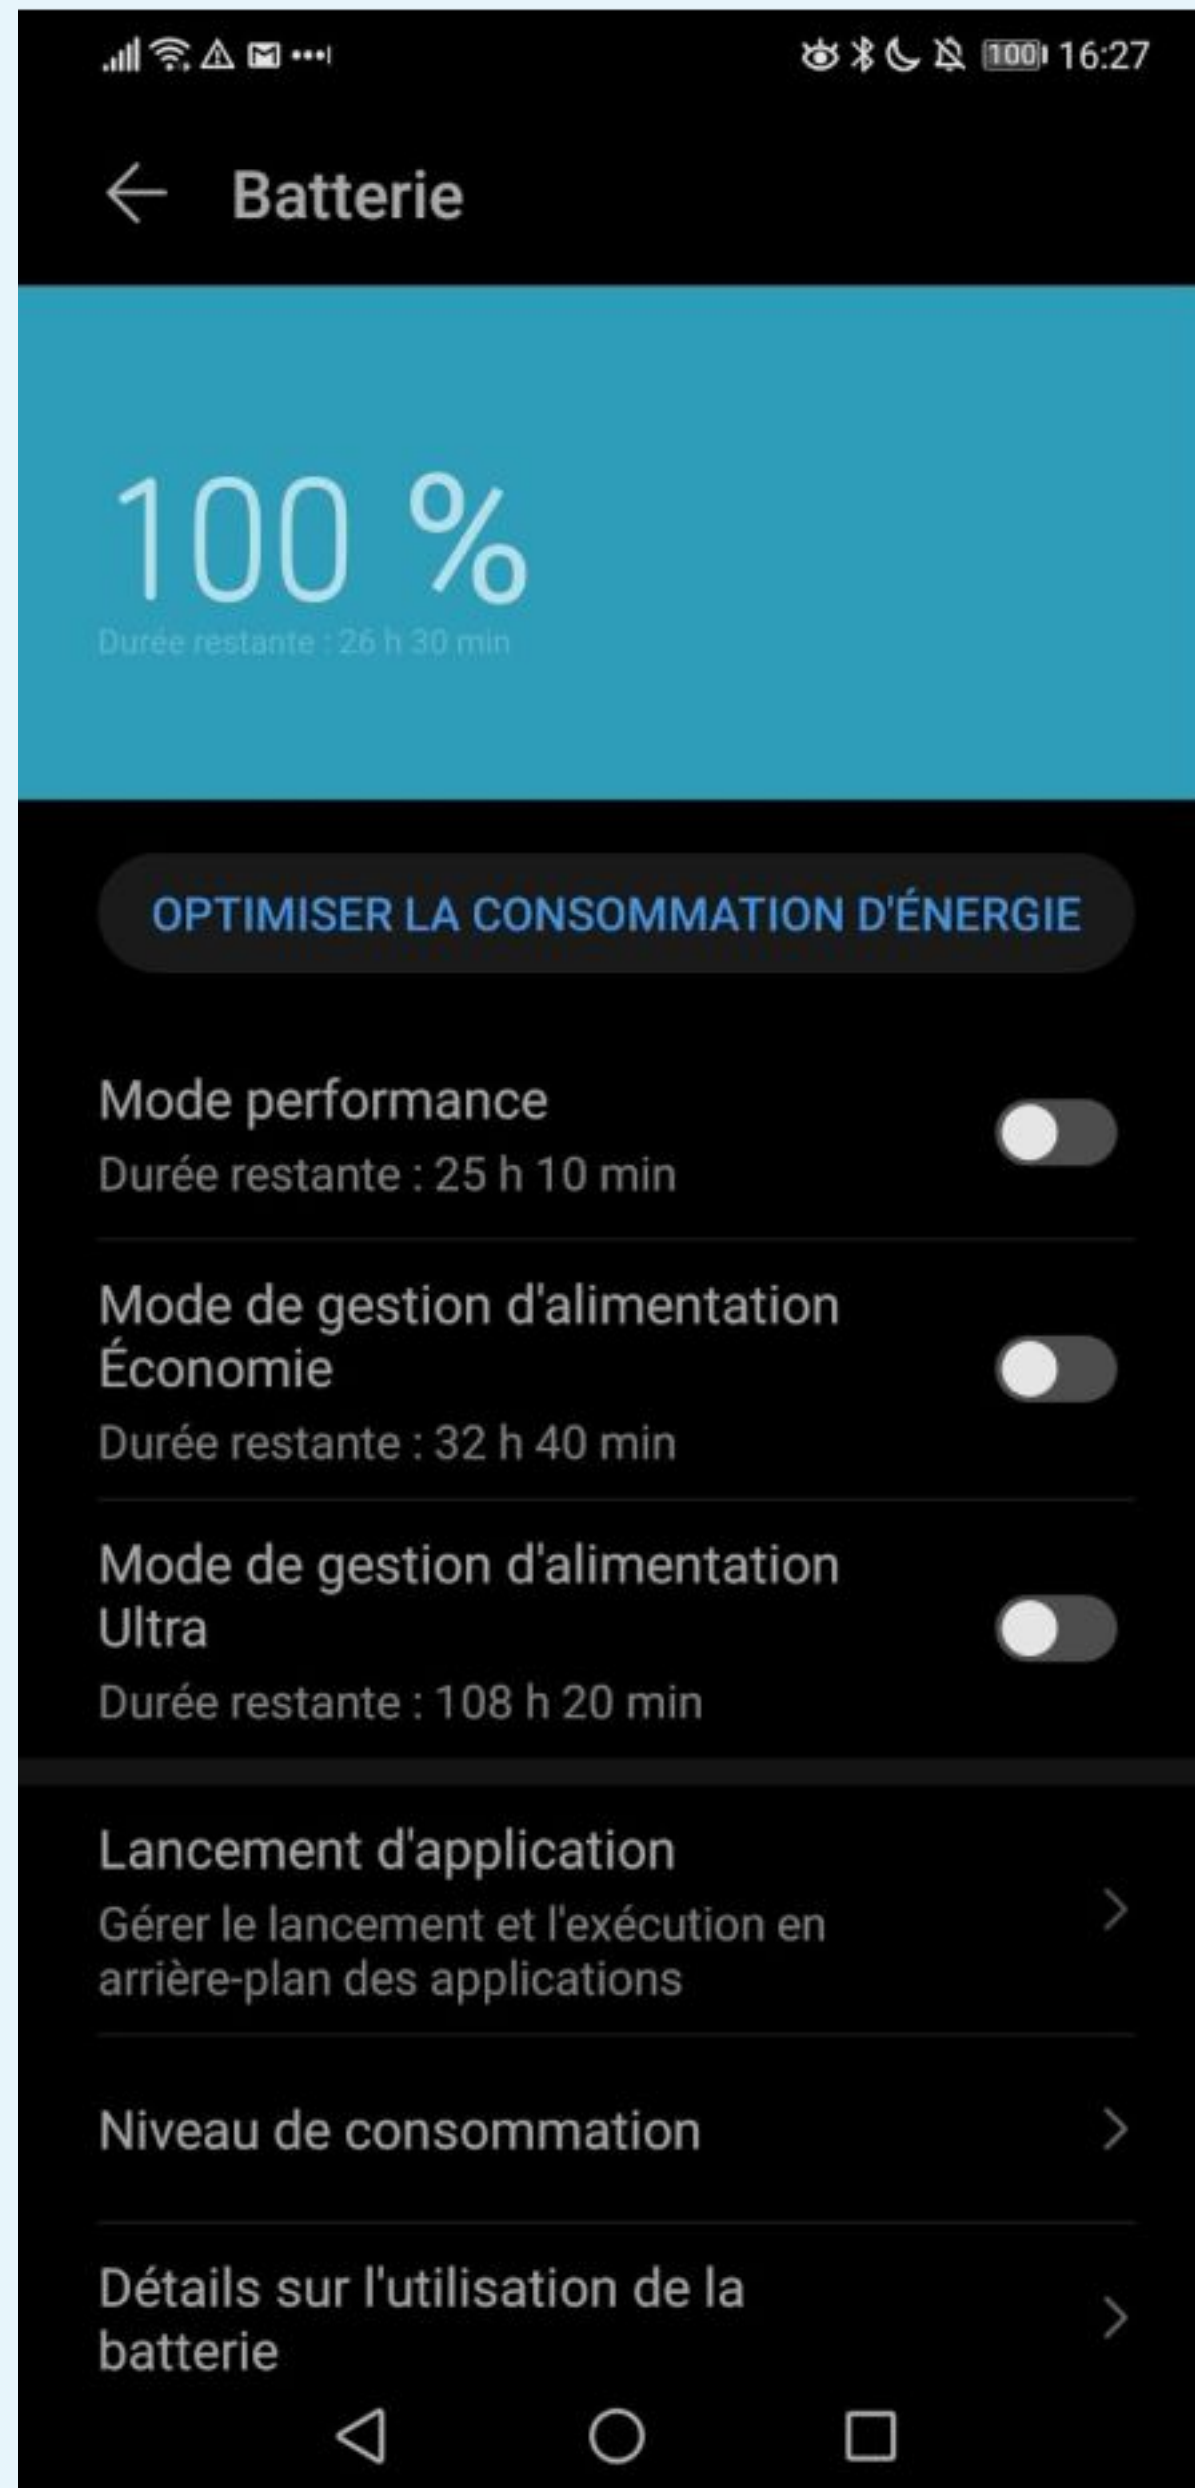 100 16:27
Batterie
100 %
Durée restante : 26 h 30 min
OPTIMISER LA CONSOMMATION D'ÉNERGIE
Mode performance
Durée restante : 25 h 10 min
Mode de gestion d'alimentation
Économie
Durée restante : 32 h 40 min
Mode de gestion d'alimentation
Ultra
Durée restante : 108 h 20 min
Lancement d'application
Gérer le lancement et l'exécution en
arrière-plan des applications
Niveau de consommation
Détails sur l'utilisation de la
batterie